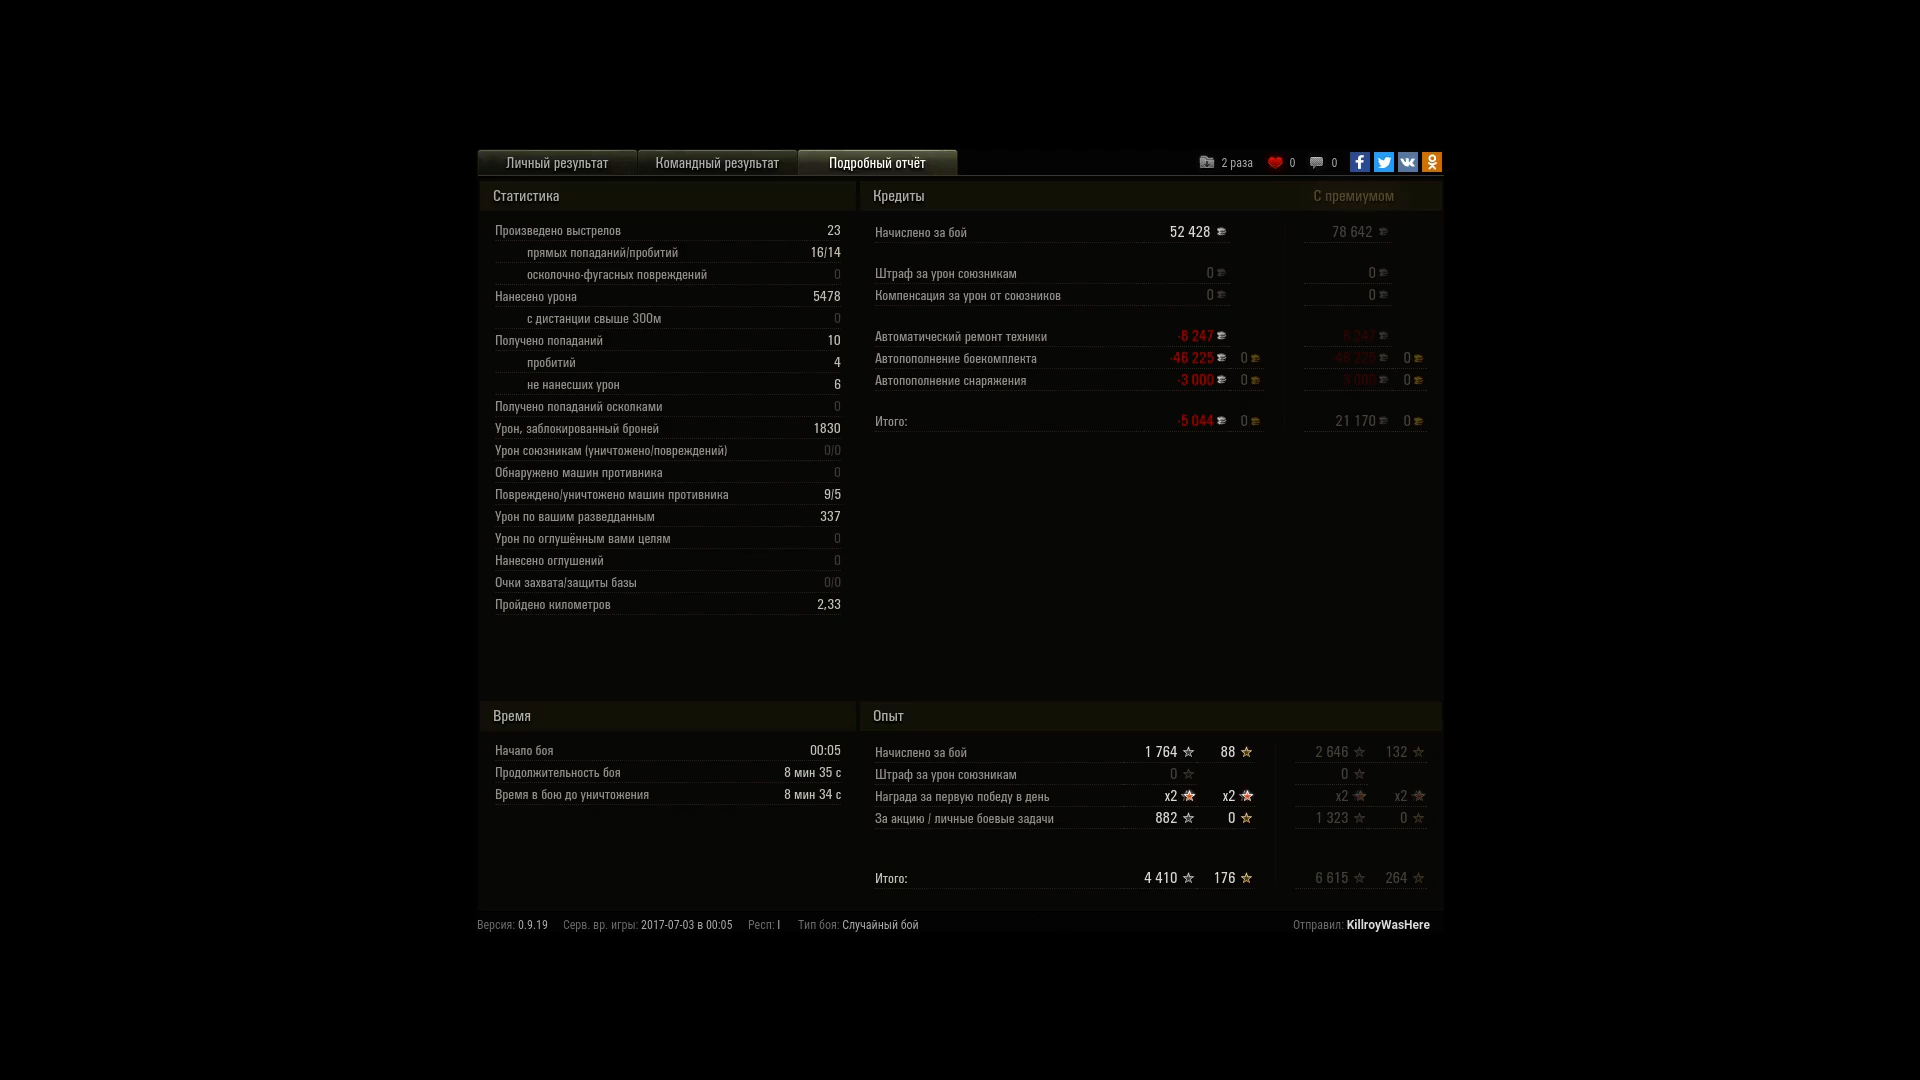 Личный результат Командный результат Подробный отчёт 2 раза 0 0
Статистика
Произведено выстрелов 23
прямых попаданий/пробитий 16/14
осколочно-фугасных повреждений 0
Нанесено урона 5478
с дистанции свыше 300м 0
Получено попаданий 10
пробитий 4
не нанесших урон 6
Получено попаданий осколками 0
Урон, заблокированный броней 1830
Урон союзникам (уничтожено/повреждений) 0/0
Обнаружено машин противника 0
Повреждено/уничтожено машин противника 9/5
Урон по вашим разведданным 337
Урон по оглушённым вами целям 0
Нанесено оглушений 0
Очки захвата/защиты базы 0/0
Пройдено километров 2,33
Кредиты С премиумом
Начислено за бой 52 428 78 642
Штраф за урон союзникам 0 0
Компенсация за урон от союзников 0 0
Автоматический ремонт техники -8 247 -8 247
Автопополнение боекомплекта -46 225 0 -46 225 0
Автопополнение снаряжения -3 000 0 -3 000 0
Итого: -5 044 0 21 170 0
Время
Начало боя 00:05
Продолжительность боя 8 мин 35 с
Время в бою до уничтожения 8 мин 34 с
Опыт
Начислено за бой 1 764 88 2 646 132
Штраф за урон союзникам 0 0
Награда за первую победу в день x2 x2 x2 x2
За акцию / личные боевые задачи 882 0 1 323 0
Итого: 4 410 176 6 615 264
Версия: 0.9.19 Серв. вр. игры: 2017-07-03 в 00:05 Респ: I Тип боя: Случайный бой Отправил: KillroyWasHere